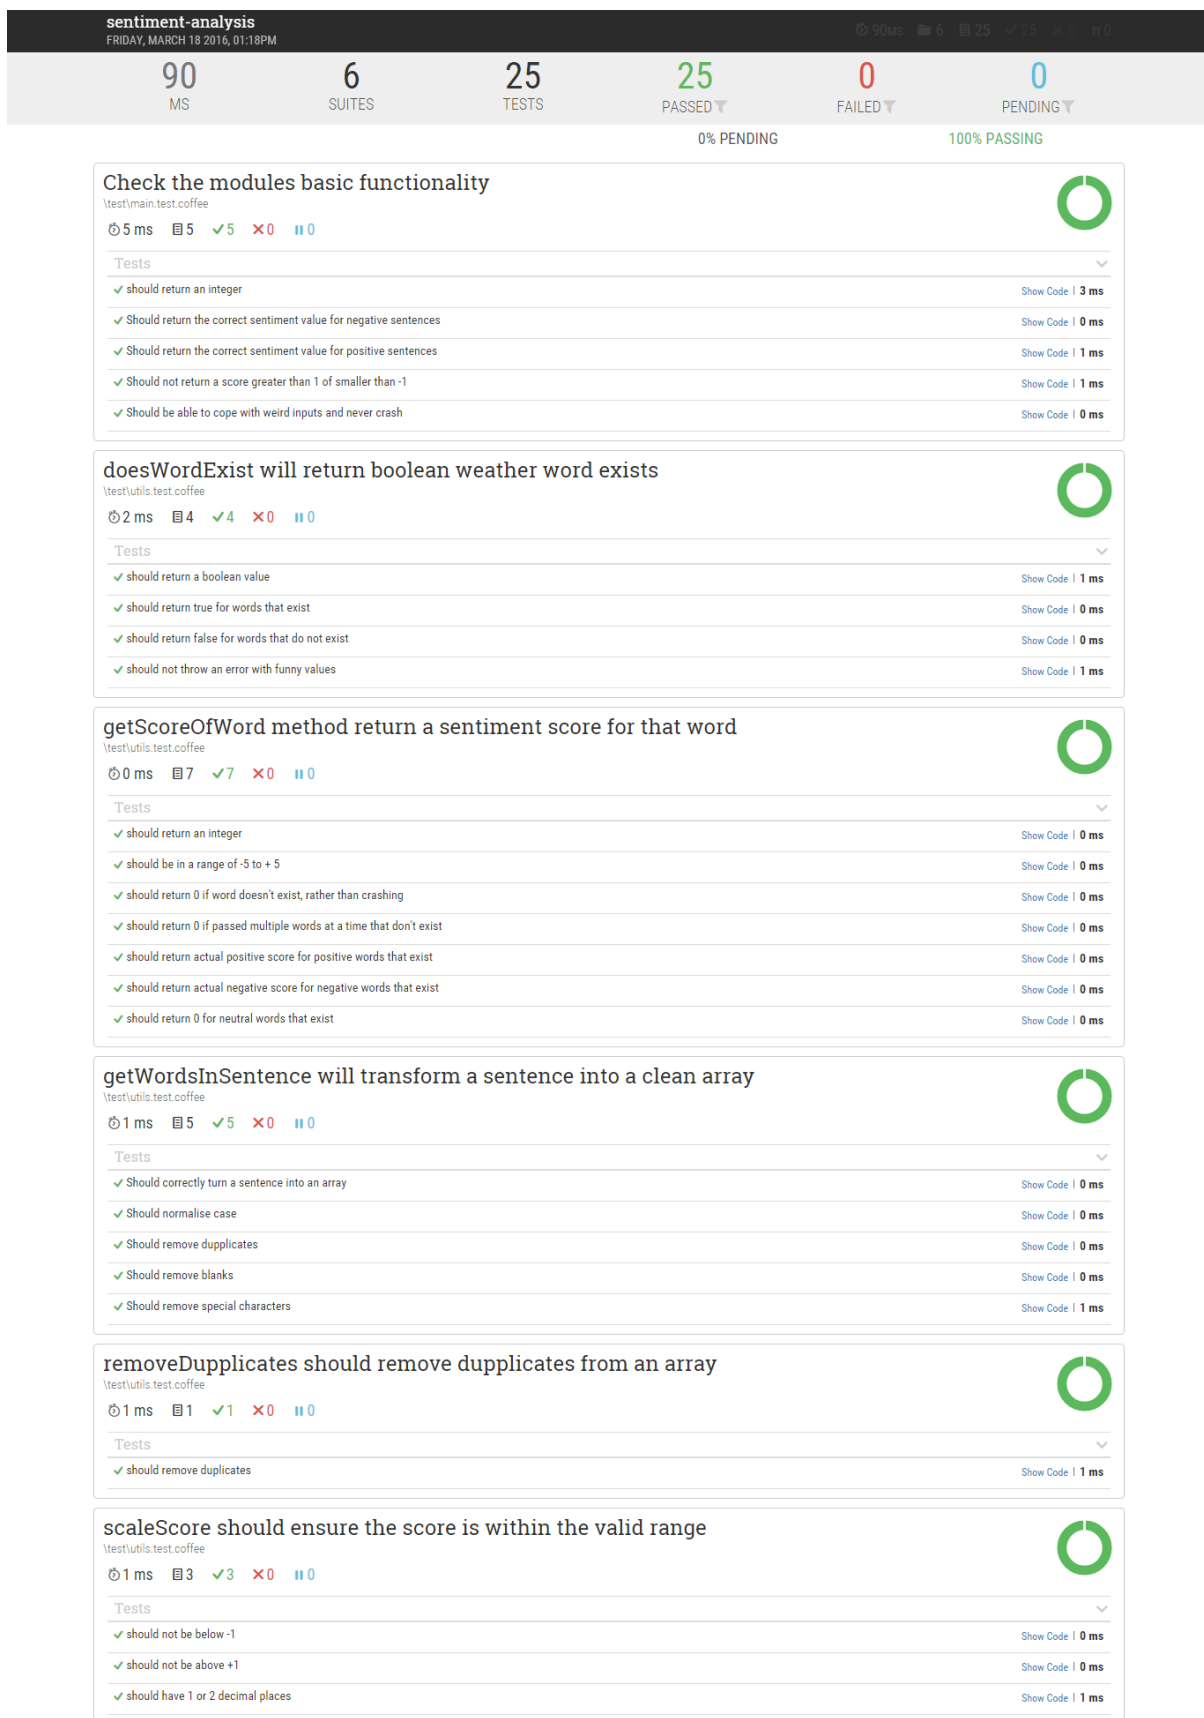 sentiment-analysis
FRIDAY, MARCH 18 2016, 01:18PM
90MS 6 25 25 0 0
90 6 25 25 0 0
MS SUITES TESTS PASSED FAILED PENDING
0% PENDING 100% PASSING
Check the modules basic functionality
\test\main.test.coffee
5 ms 5 5 0 0
Tests
should return an integer Show Code | 3 ms
Should return the correct sentiment value for negative sentences Show Code | 0 ms
Should return the correct sentiment value for positive sentences Show Code | 1 ms
Should not return a score greater than 1 of smaller than -1 Show Code | 1 ms
Should be able to cope with weird inputs and never crash Show Code | 0 ms
doesWordExist will return boolean weather word exists
\test\utils.test.coffee
2 ms 4 4 0 0
Tests
should return a boolean value Show Code | 1 ms
should return true for words that exist Show Code | 0 ms
should return false for words that do not exist Show Code | 0 ms
should not throw an error with funny values Show Code | 1 ms
getScoreOfWord method return a sentiment score for that word
\test\utils.test.coffee
0 ms 7 7 0 0
Tests
should return an integer Show Code | 0 ms
should be in a range of -5 to + 5 Show Code | 0 ms
should return 0 if word doesn't exist, rather than crashing Show Code | 0 ms
should return 0 if passed multiple words at a time that don't exist Show Code | 0 ms
should return actual positive score for positive words that exist Show Code | 0 ms
should return actual negative score for negative words that exist Show Code | 0 ms
should return 0 for neutral words that exist Show Code | 0 ms
getWordsInSentence will transform a sentence into a clean array
\test\utils.test.coffee
1 ms 5 5 0 0
Tests
Should correctly turn a sentence into an array Show Code | 0 ms
Should normalise case Show Code | 0 ms
Should remove dupplicates Show Code | 0 ms
Should remove blanks Show Code | 0 ms
Should remove special characters Show Code | 1 ms
removeDupplicates should remove dupplicates from an array
\test\utils.test.coffee
1 ms 1 1 0 0
Tests
should remove duplicates Show Code | 1 ms
scaleScore should ensure the score is within the valid range
\test\utils.test.coffee
1 ms 3 3 0 0
Tests
should not be below -1 Show Code | 0 ms
should not be above +1 Show Code | 0 ms
should have 1 or 2 decimal places Show Code | 1 ms